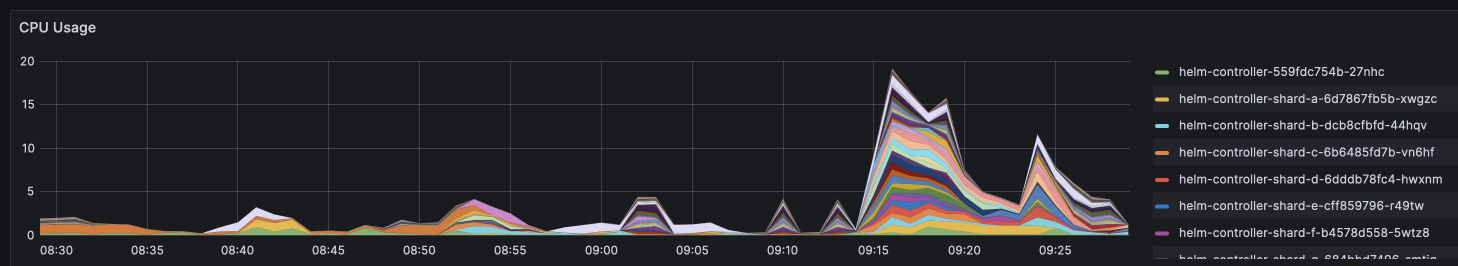 CPU Usage
20
15
10
5
0
08:30 08:35 08:40 08:45 08:50 08:55 09:00 09:05 09:10 09:15 09:20 09:25
helm-controller-559fdc754b-27nhc
helm-controller-shard-a-6d7867fb5b-xwgzc
helm-controller-shard-b-dcb8cfbfd-44hqv
helm-controller-shard-c-6b6485fd7b-vn6hf
helm-controller-shard-d-6dddb78fc4-hwxnm
helm-controller-shard-e-cff859796-r49tw
helm-controller-shard-f-b4578d558-5wtz8